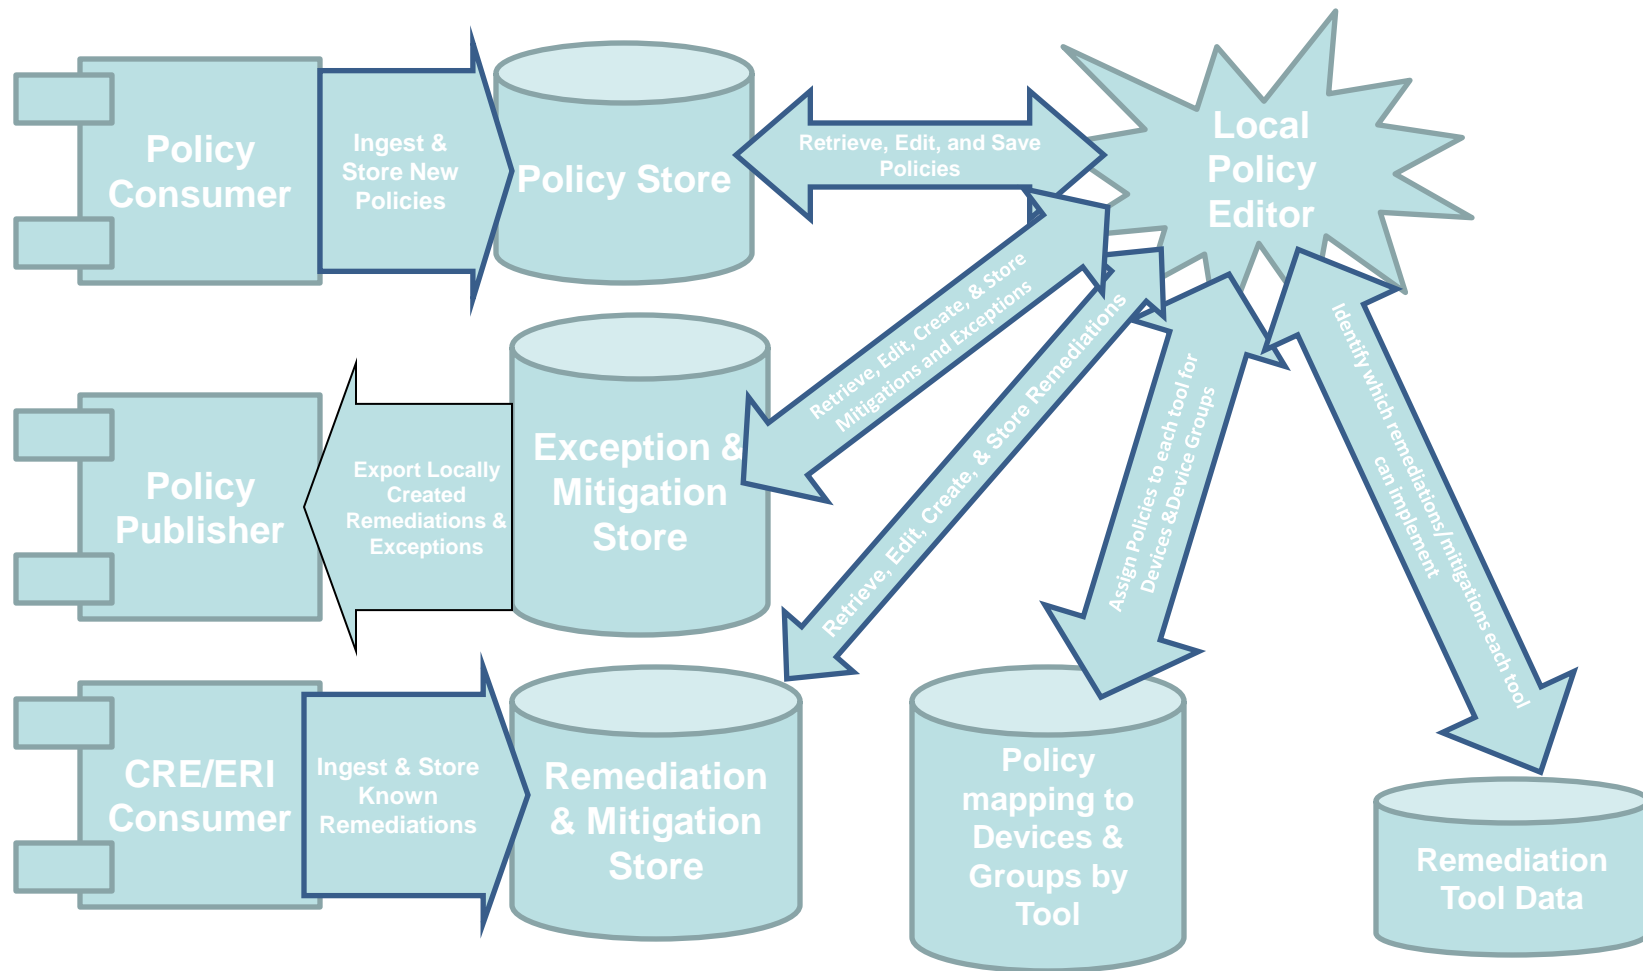 Policy
Consumer
Ingest &
Store New
Policies
Policy Store
Retrieve, Edit, and Save
Policies
Local
Policy
Editor
Retrieve, Edit, Create, & Store
Mitigations and Exceptions
Retrieve, Edit, Create, & Store Remediations
Assign Policies to each tool for
Devices &Device Groups
Identify which remediations/mitigations each tool
can implement
Policy
Publisher
Export Locally
Created
Remediations &
Exceptions
Exception &
Mitigation
Store
CRE/ERI
Consumer
Ingest & Store
Known
Remediations
Remediation
& Mitigation
Store
Policy
mapping to
Devices &
Groups by
Tool
Remediation
Tool Data